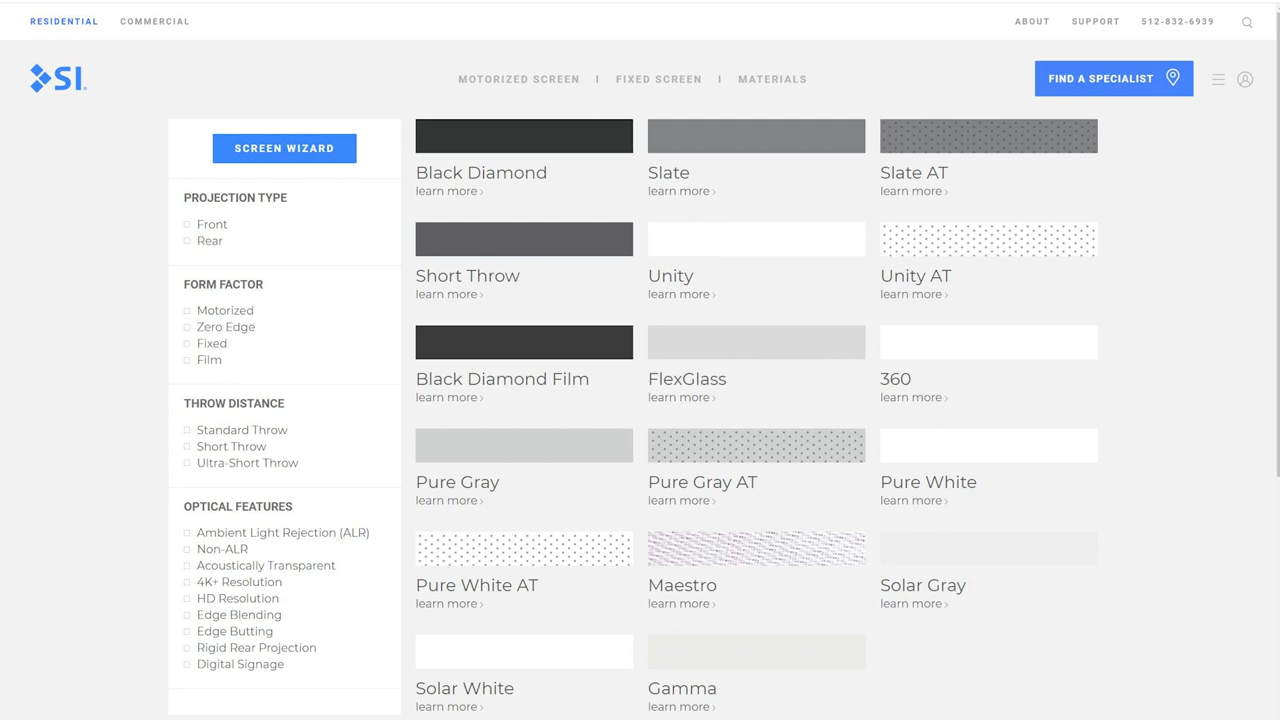 RESIDENTIAL COMMERCIAL ABOUT SUPPORT 512-832-6939
SI. MOTORIZED SCREEN | FIXED SCREEN | MATERIALS FIND A SPECIALIST
SCREEN WIZARD
PROJECTION TYPE
Front
Rear
FORM FACTOR
Motorized
Zero Edge
Fixed
Film
THROW DISTANCE
Standard Throw
Short Throw
Ultra-Short Throw
OPTICAL FEATURES
Ambient Light Rejection (ALR)
Non-ALR
Acoustically Transparent
4K+ Resolution
HD Resolution
Edge Blending
Edge Butting
Rigid Rear Projection
Digital Signage
Black Diamond Slate Slate AT
learn more › learn more › learn more ›
Short Throw Unity Unity AT
learn more › learn more › learn more ›
Black Diamond Film FlexGlass 360
learn more › learn more › learn more ›
Pure Gray Pure Gray AT Pure White
learn more › learn more › learn more ›
Pure White AT Maestro Solar Gray
learn more › learn more › learn more ›
Solar White Gamma
learn more › learn more ›